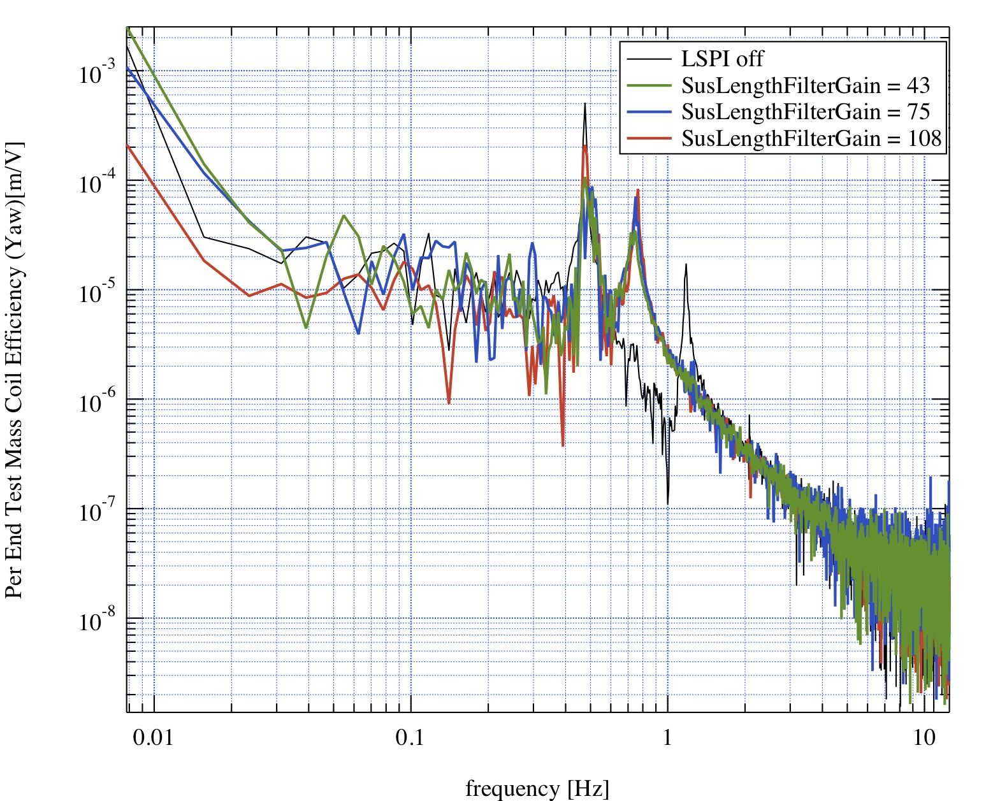 Per End Test Mass Coil Efficiency (Yaw)[m/V]
10-3
10-4
10-5
10-6
10-7
10-8
LSPI off
SusLengthFilterGain = 43
SusLengthFilterGain = 75
SusLengthFilterGain = 108
0.01 0.1 1 10
frequency [Hz]